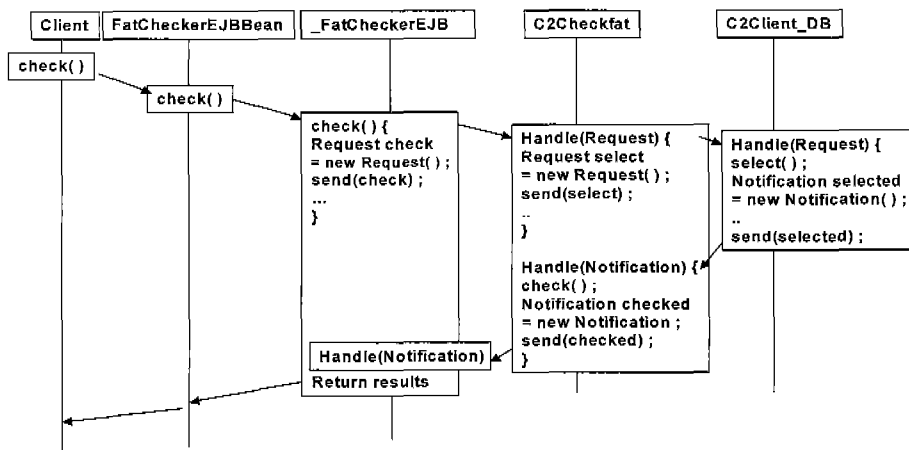 Client
FatCheckerEJBBean
_FatCheckerEJB
C2Checkfat
C2Client_DB
check( )
check( )
check( ) {
Request check
= new Request( ) ;
send(check) ;
...
}
Handle(Request) {
Request select
= new Request( ) ;
send(select) ;
..
}
Handle(Notification) {
check( ) ;
Notification checked
= new Notification ;
send(checked) ;
}
Handle(Request) {
select( ) ;
Notification selected
= new Notification( ) ;
..
send(selected) ;
Handle(Notification)
Return results